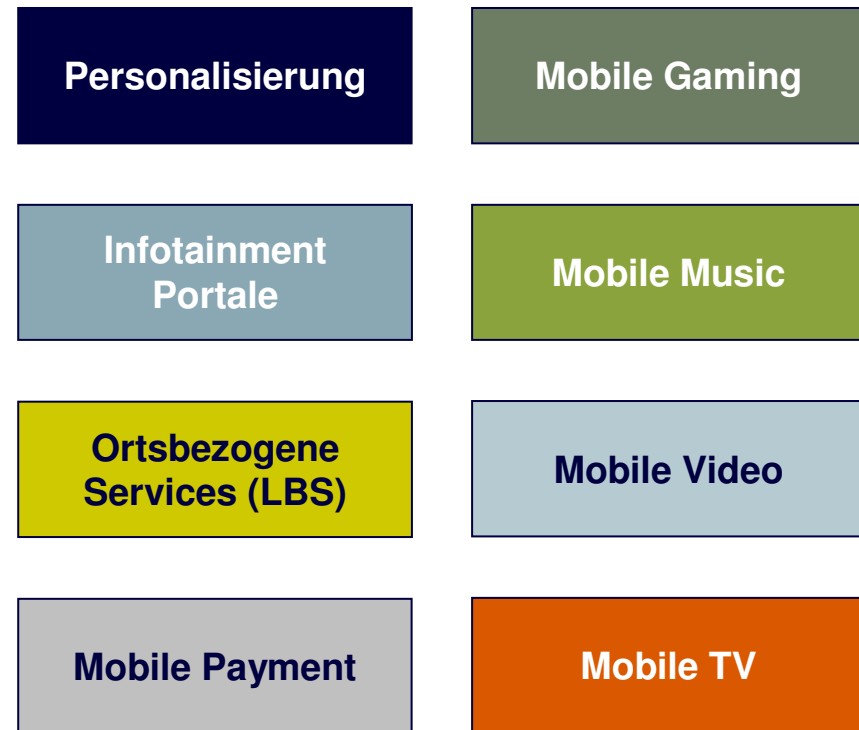 Personalisierung
Mobile Gaming
Infotainment
Portale
Mobile Music
Ortsbezogene
Services (LBS)
Mobile Video
Mobile Payment
Mobile TV